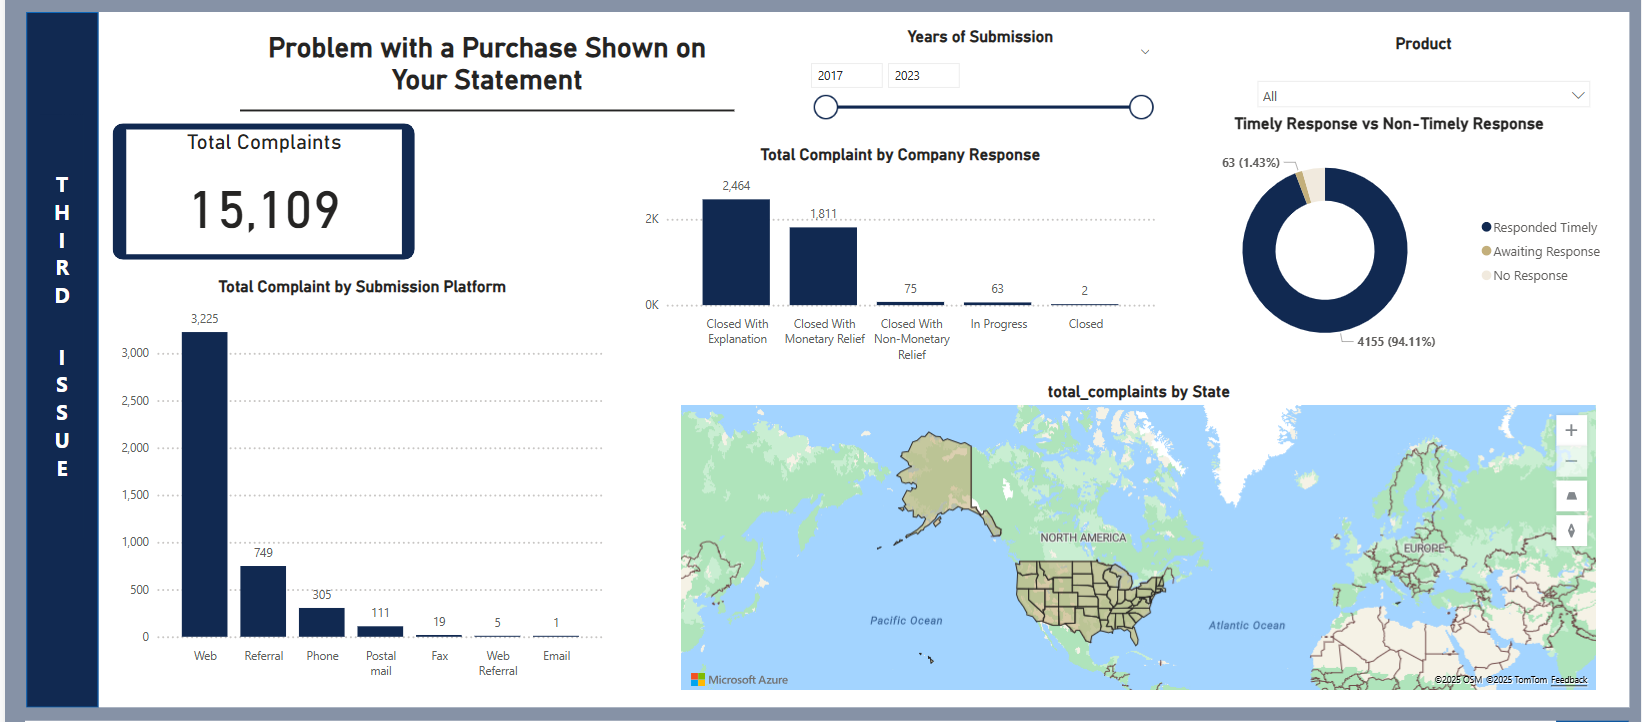 THIRD ISSUE
Problem with a Purchase Shown on
Your Statement
Years of Submission
2017
2023
Product
All
Total Complaints
15,109
Total Complaint by Company Response
2K
0K
2,464
1,811
75
63
2
Closed With
Explanation
Closed With
Monetary Relief
Closed With
Non-Monetary
Relief
In Progress
Closed
Timely Response vs Non-Timely Response
63 (1.43%)
4155 (94.11%)
Responded Timely
Awaiting Response
No Response
Total Complaint by Submission Platform
3,000
2,500
2,000
1,500
1,000
500
0
3,225
749
305
111
19
5
1
Web
Referral
Phone
Postal
mail
Fax
Web
Referral
Email
total_complaints by State
NORTH AMERICA
EUROPE
Pacific Ocean
Atlantic Ocean
Microsoft Azure
©2025 OSM ©2025 TomTom Feedback